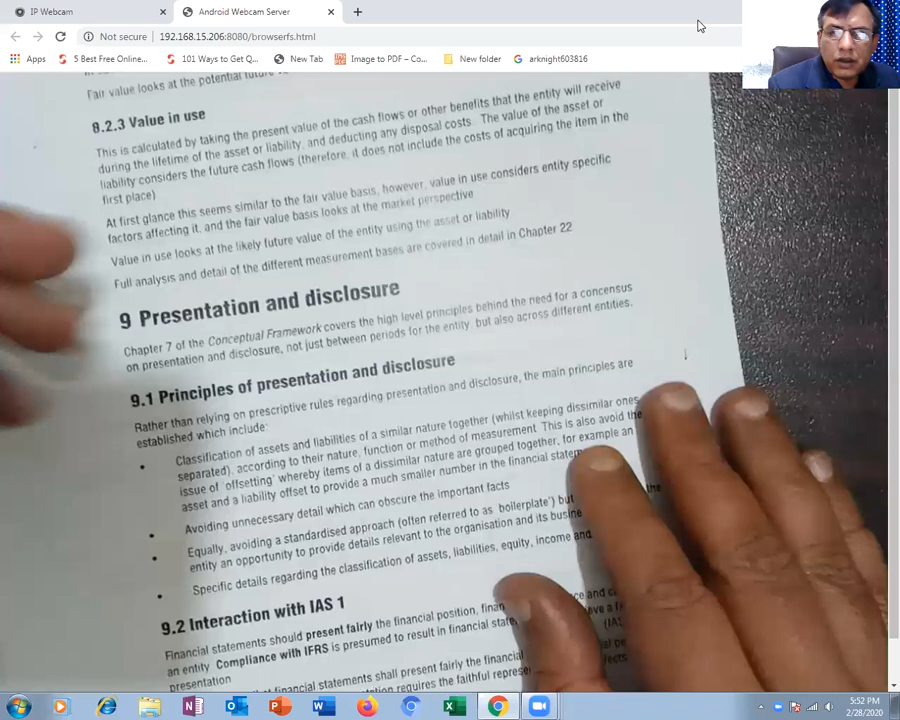 IP Webcam
Android Webcam Server
Not secure
192.168.15.206:8080/browserfs.html
Apps
5 Best Free Online...
101 Ways to Get Q...
New Tab
Image to PDF – Co...
New folder
arknight603816
Fair value looks at the potential future
8.2.3 Value in use
This is calculated by taking the present value of the cash flows or other benefits that the entity will receive
during the lifetime of the asset or liability, and deducting any disposal costs The value of the asset or
liability considers the future cash flows (therefore, it does not include the costs of acquiring the item in the
first place)
At first glance this seems similar to the fair value basis, however, value in use considers entity specific
factors affecting it, and the fair value basis looks at the market perspective
Value in use looks at the likely future value of the entity using the asset or liability
Full analysis and detail of the different measurement bases are covered in detail in Chapter 22
9 Presentation and disclosure
Chapter 7 of the Conceptual Framework covers the high level principles behind the need for a concensus
on presentation and disclosure, not just between periods for the entity, but also across different entities.
9.1 Principles of presentation and disclosure
Rather than relying on prescriptive rules regarding presentation and disclosure, the main principles are
established which include:
• Classification of assets and liabilities of a similar nature together (whilst keeping dissimilar ones
separated), according to their nature, function or method of measurement. This is also avoid the
issue of 'offsetting' whereby items of a dissimilar nature are grouped together, for example an
asset and a liability offset to provide a much smaller number in the financial
• Avoiding unnecessary detail which can obscure the important facts
• Equally, avoiding a standardised approach (often referred to as 'boilerplate') but the
entity an opportunity to provide details relevant to the organisation and its
• Specific details regarding the classification of assets, liabilities, equity, income and
9.2 Interaction with IAS 1
Financial statements should present fairly the financial position, and
an entity Compliance with IFRS is presumed to result in financial
presentation (IAS
financial statements shall present fairly the financial
requires the faithful
5:52 PM
2/28/2020